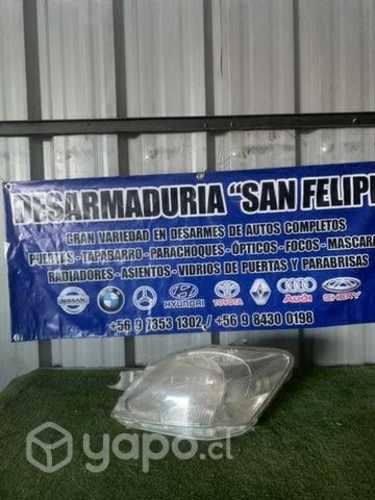 DESARMADURIA "SAN FELIPE
GRAN VARIEDAD EN DESARMES DE AUTOS COMPLETOS
PUERTAS - TAPABARRO - PARACHOQUES - ÓPTICOS - FOCOS - MASCARA
RADIADORES - ASIENTOS - VIDRIOS DE PUERTAS Y PARABRISAS
NISSAN HYUNDAI TOYOTA Audi CHERY
+56 9 7353 1302 / +56 9 8430 0198
yapo.cl